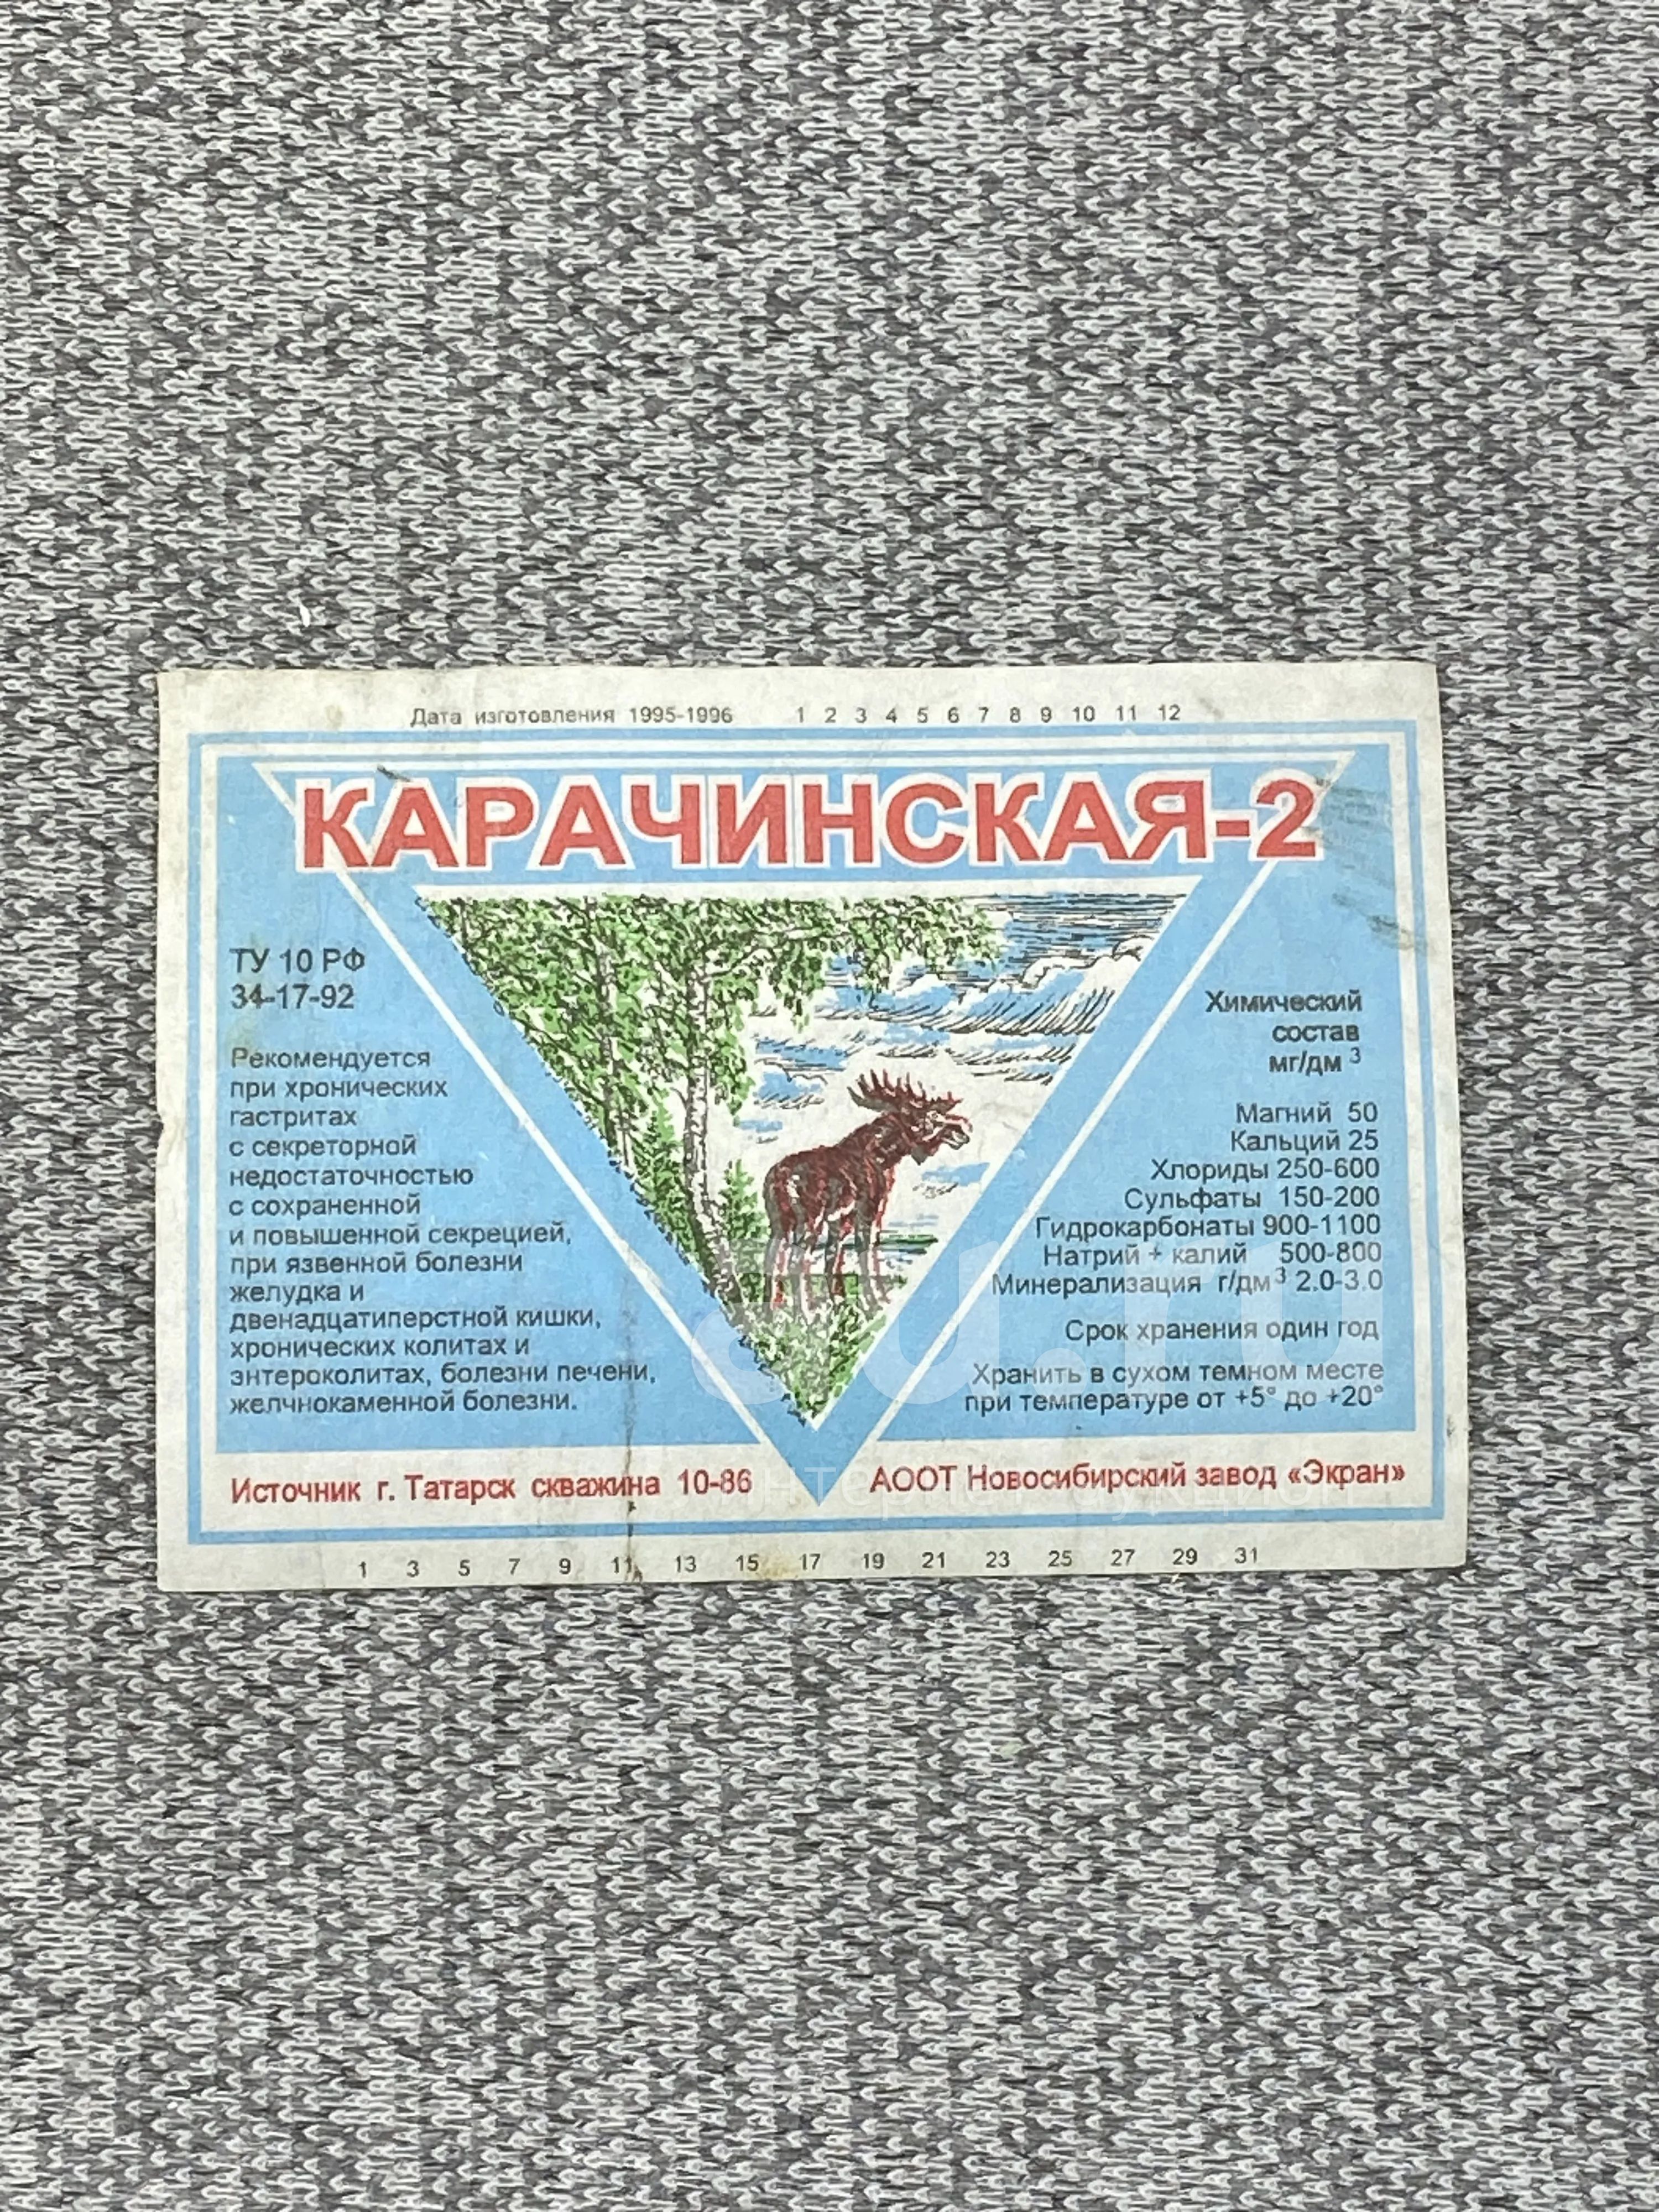 Дата изготовления 1995-1996 1 2 3 4 5 6 7 8 9 10 11 12
КАРАЧИНСКАЯ-2
ТУ 10 РФ
34-17-92
Рекомендуется
при хронических
гастритах
с секреторной
недостаточностью
с сохраненной
и повышенной секрецией,
при язвенной болезни
желудка и
двенадцатиперстной кишки,
хронических колитах и
энтероколитах, болезни печени,
желчнокаменной болезни.
Химический
состав
мг/дм 3
Магний 50
Кальций 25
Хлориды 250-600
Сульфаты 150-200
Гидрокарбонаты 900-1100
Натрий + калий 500-800
Минерализация г/дм3 2.0-3.0
Срок хранения один год
Хранить в сухом темном месте
при температуре от +5° до +20°
Источник г. Татарск скважина 10-86
АООТ Новосибирский завод «Экран»
1 3 5 7 9 11 13 15 17 19 21 23 25 27 29 31
au.ru
интернет-аукцион